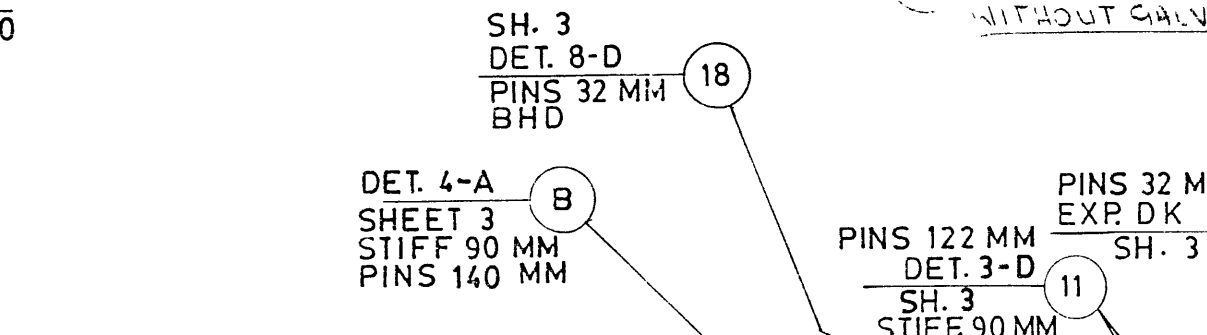 0
WITHOUT
SH. 3
DET. 8-D
18
PINS 32 MM
BHD
DET. 4-A
B
SHEET 3
STIFF 90 MM
PINS 140 MM
PINS 32 M
EXP. DK
SH. 3
PINS 122 MM
DET. 3-D
11
SH. 3
STIFF 90 MM